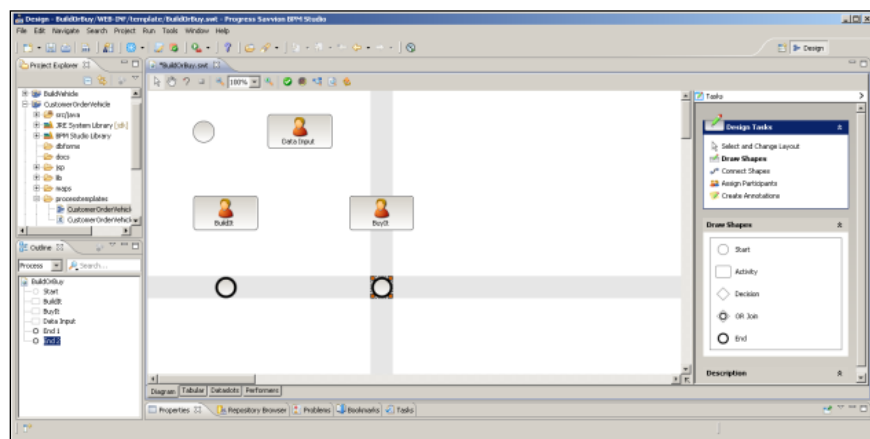 Design - BuildOrBuy/WEB-INF/template/BuildOrBuy.swt - Progress Savvion BPM Studio
File Edit Navigate Search Project Run Tools Window Help
Design
Project Explorer
*BuildOrBuy.swt
100%
BuildVehicle
CustomerOrderVehicle
src/java
JRE System Library [sdk]
BPM Studio Library
dbforms
docs
jsp
lib
maps
processtemplates
CustomerOrderVehicl
CustomerOrderVehicl
Outline
Process
Search...
BuildOrBuy
Start
BuildIt
BuyIt
Data Input
End 1
End 2
Data Input
BuildIt
BuyIt
Tasks
Design Tasks
Select and Change Layout
Draw Shapes
Connect Shapes
Assign Participants
Create Annotations
Draw Shapes
Start
Activity
Decision
OR Join
End
Description
Diagram Tabular Dataslots Performers
Properties Repository Browser Problems Bookmarks Tasks